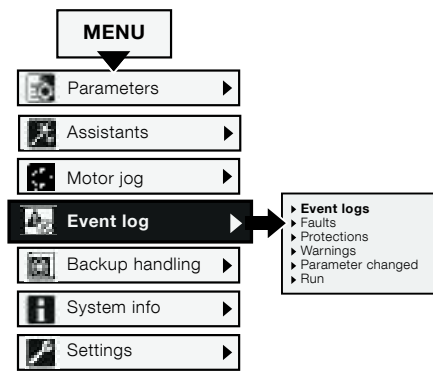 MENU
Parameters
Assistants
Motor jog
Event log
Event logs
Faults
Protections
Warnings
Parameter changed
Run
Backup handling
System info
Settings